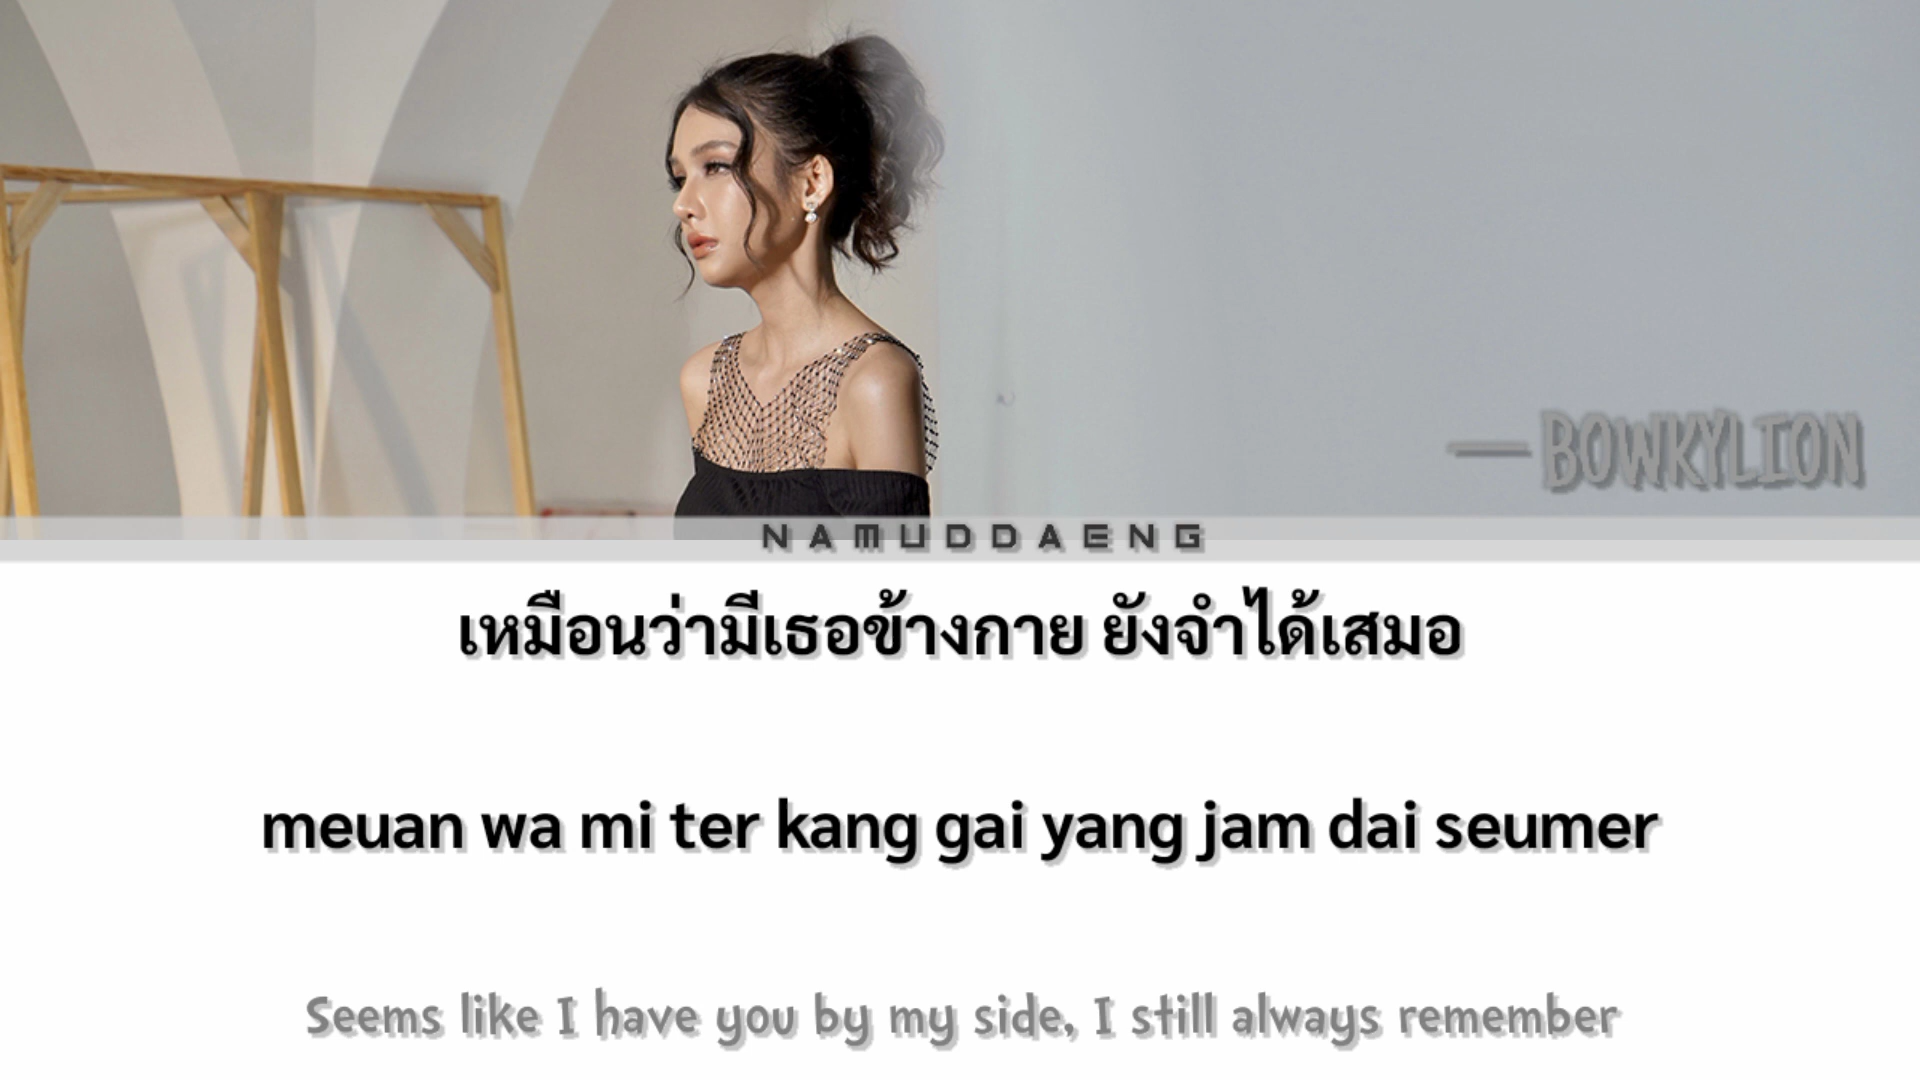 — BOWKYLION
NAMUDDAENG
เหมือนว่ามีเธอข้างกาย ยังจำได้เสมอ
meuan wa mi ter kang gai yang jam dai seumer
Seems like I have you by my side, I still always remember